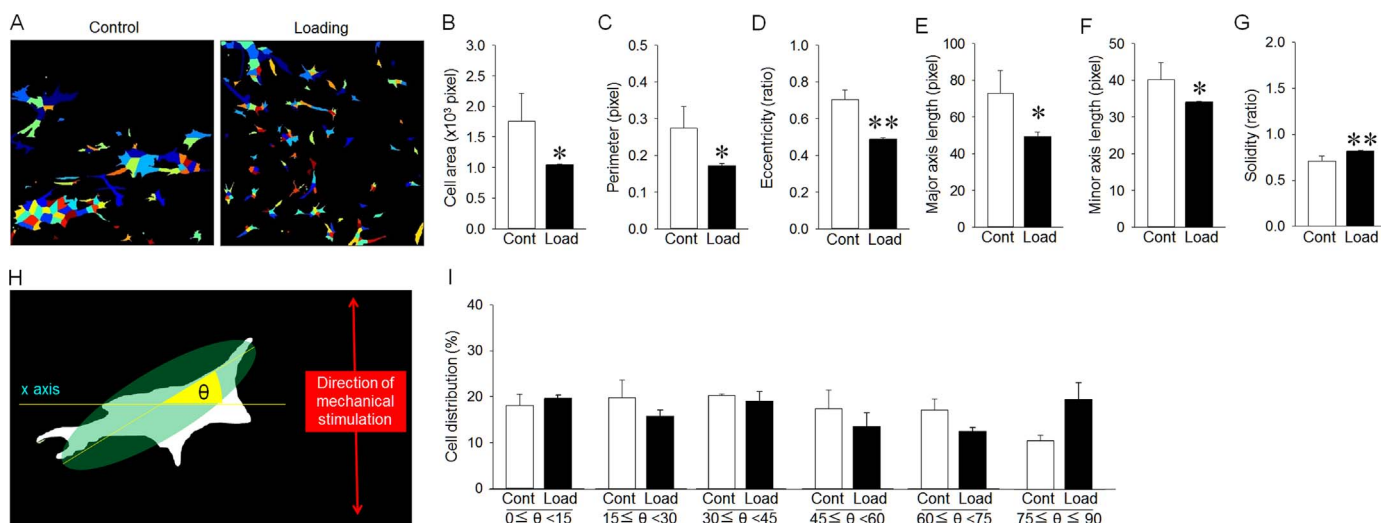 A
Control
Loading
B
Cell area (x10³ pixel)
3.0
2.5
2.0
1.5
1.0
0.5
0.0
*
Cont Load
C
Perimeter (pixel)
0.5
0.4
0.3
0.2
0.1
0.0
*
Cont Load
D
Eccentricity (ratio)
1.0
0.8
0.6
0.4
0.2
0.0
**
Cont Load
E
Major axis length (pixel)
100
80
60
40
20
0
*
Cont Load
F
Minor axis length (pixel)
50
40
30
20
10
0
*
Cont Load
G
Solidity (ratio)
2.0
1.5
1.0
0.5
0.0
**
Cont Load
H
x axis
θ
Direction of
mechanical
stimulation
I
Cell distribution (%)
40
30
20
10
0
Cont Load Cont Load Cont Load Cont Load Cont Load Cont Load
0≦ θ <15 15≦ θ <30 30≦ θ <45 45≦ θ <60 60≦ θ <75 75≦ θ ≦ 90